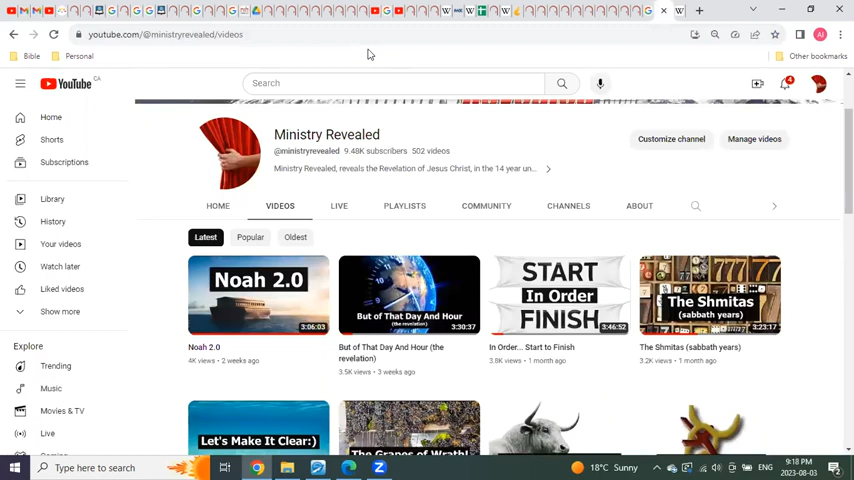 youtube.com/@ministryrevealed/videos
Bible
Personal
Other bookmarks
YouTube CA
Search
4
Ministry Revealed
@ministryrevealed 9.48K subscribers 502 videos
Ministry Revealed, reveals the Revelation of Jesus Christ, in the 14 year un...
Customize channel
Manage videos
HOME
VIDEOS
LIVE
PLAYLISTS
COMMUNITY
CHANNELS
ABOUT
Latest
Popular
Oldest
Home
Shorts
Subscriptions
Library
History
Your videos
Watch later
Liked videos
Show more
Explore
Trending
Music
Movies & TV
Live
Noah 2.0
3:06:03
Noah 2.0
4K views • 2 weeks ago
But of That Day And Hour
(the revelation)
3:30:37
But of That Day And Hour (the
revelation)
3.5K views • 3 weeks ago
START
In Order
FINISH
3:46:52
In Order... Start to Finish
3.8K views • 1 month ago
777
The Shmitas
(sabbath years)
3:23:17
The Shmitas (sabbath years)
3.2K views • 1 month ago
Let's Make It Clear:)
The Grapes of Wrath!
Type here to search
18°C Sunny
ENG
9:18 PM
2023-08-03
2